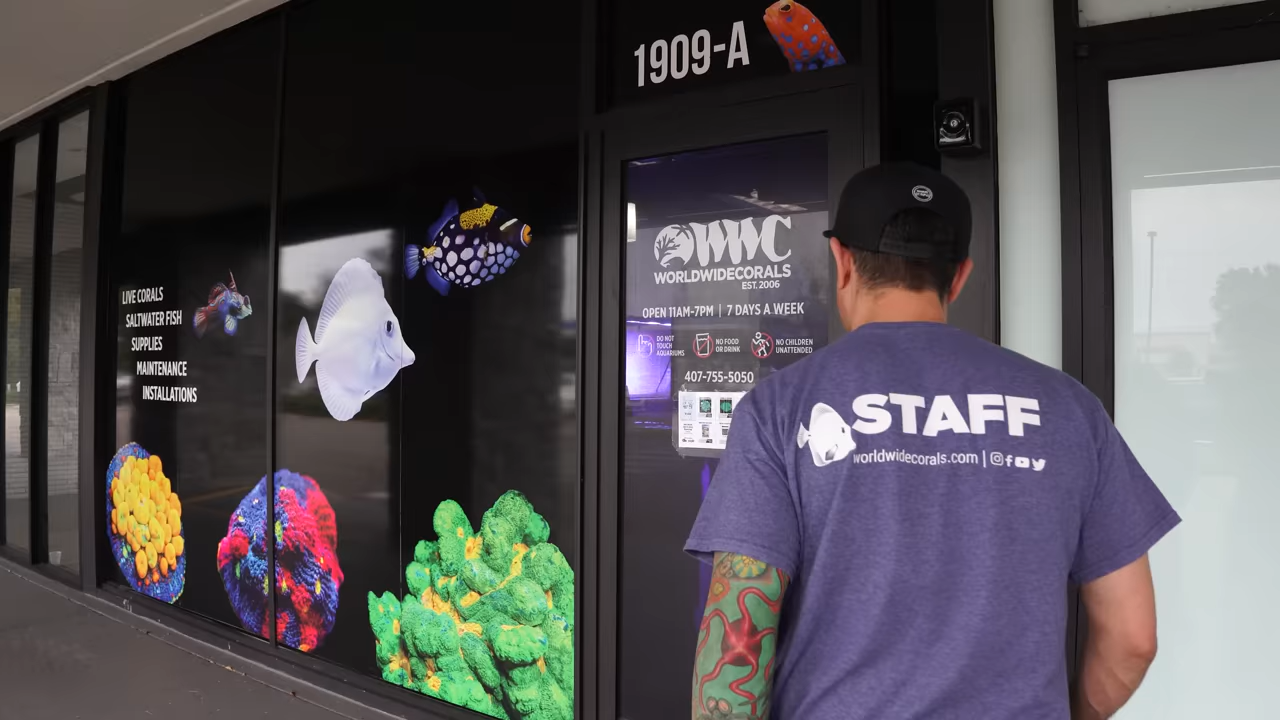 1909-A
LIVE CORALS
SALTWATER FISH
SUPPLIES
MAINTENANCE
INSTALLATIONS
WWC
WORLDWIDECORALS
EST. 2006
OPEN 11AM-7PM | 7 DAYS A WEEK
DO NOT
TOUCH
AQUARIUMS
NO FOOD
OR DRINK
NO CHILDREN
UNATTENDED
407-755-5050
STAFF
worldwidecorals.com |